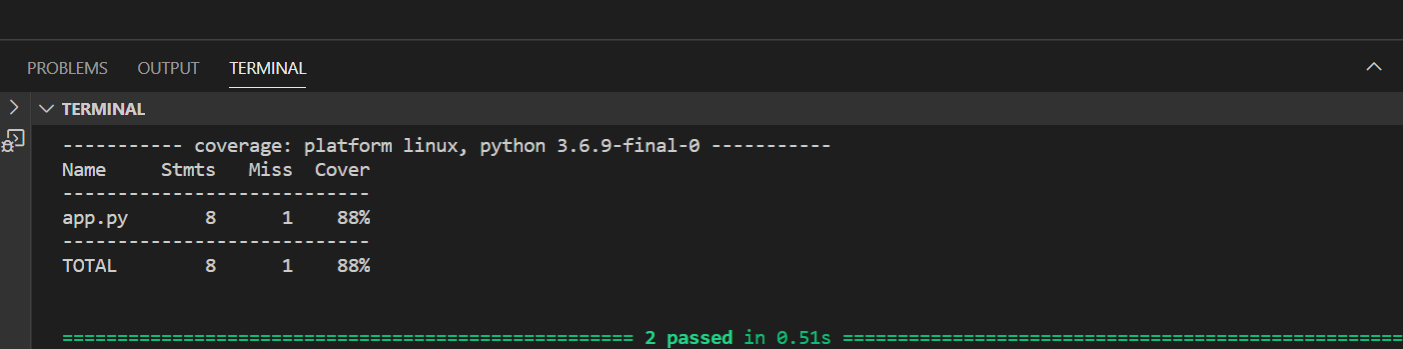 PROBLEMS OUTPUT TERMINAL
TERMINAL
----------- coverage: platform linux, python 3.6.9-final-0 -----------
Name     Stmts   Miss  Cover
----------------------------
app.py       8      1    88%
----------------------------
TOTAL        8      1    88%
==================================================== 2 passed in 0.51s ===================================================